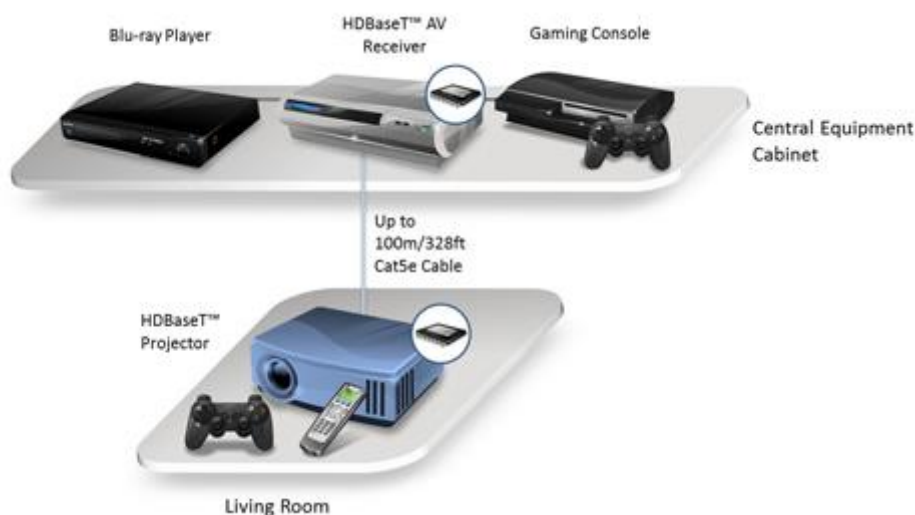 Blu-ray Player
HDBaseT™ AV
Receiver
Gaming Console
Central Equipment
Cabinet
Up to
100m/328ft
Cat5e Cable
HDBaseT™
Projector
Living Room